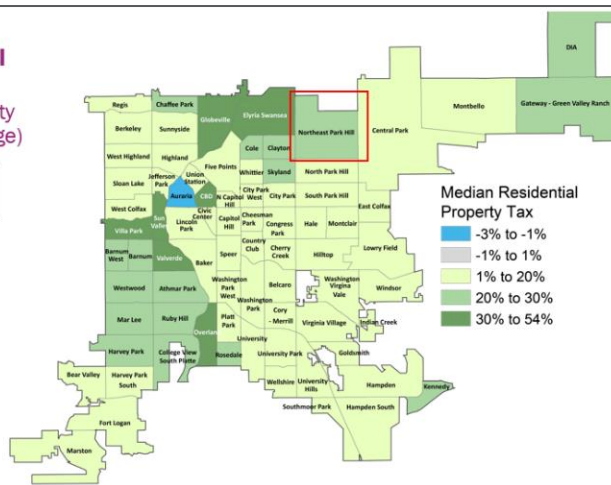 l
ty
ge)
Median Residential
Property Tax
-3% to -1%
-1% to 1%
1% to 20%
20% to 30%
30% to 54%
DIA
Gateway - Green Valley Ranch
Montbello
Central Park
Northeast Park Hill
Elyria Swansea
Globeville
Chaffee Park
Regis
Berkeley
Sunnyside
West Highland
Highland
Five Points
Cole
Clayton
Whittier
Skyland
North Park Hill
Sloan Lake
Jefferson
Park
Union
Station
Auraria
CBD
N Capitol
Hill
City Park
West
City Park
South Park Hill
East Colfax
West Colfax
Sun
Valley
Lincoln
Park
Civic
Center
Capitol
Hill
Cheesman
Park
Congress
Park
Hale
Montclair
Villa Park
Barnum
West
Barnum
Valverde
Baker
Speer
Country
Club
Cherry
Creek
Hilltop
Lowry Field
Westwood
Athmar Park
Washington
Park
West
Washington
Park
Belcaro
Washington
Virginia
Vale
Windsor
Mar Lee
Ruby Hill
Overland
Platt
Park
Cory
- Merrill
Virginia Village
Indian Creek
Harvey Park
College View
South Platte
Rosedale
University
University Park
Goldsmith
Bear Valley
Harvey Park
South
Wellshire
University
Hills
Hampden
Kennedy
Southmoor Park
Hampden South
Fort Logan
Marston